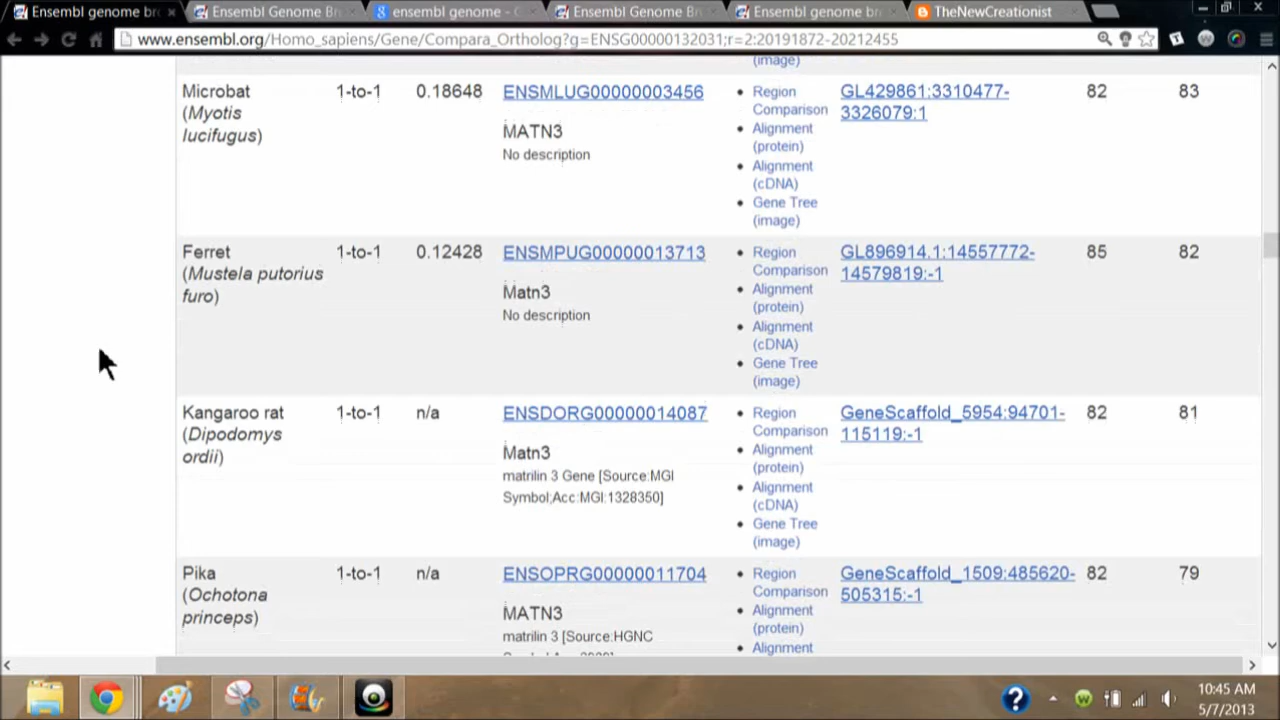 Ensembl genome bro
Ensembl Genome Br
ensembl genome - G
Ensembl Genome Br
Ensembl genome br
TheNewCreationist
www.ensembl.org/Homo_sapiens/Gene/Compara_Ortholog?g=ENSG00000132031;r=2:20191872-20212455
(image)
Microbat
(Myotis
lucifugus)
1-to-1
0.18648
ENSMLUG00000003456
MATN3
No description
• Region
Comparison
• Alignment
(protein)
• Alignment
(cDNA)
• Gene Tree
(image)
GL429861:3310477-
3326079:1
82
83
Ferret
(Mustela putorius
furo)
1-to-1
0.12428
ENSMPUG00000013713
Matn3
No description
• Region
Comparison
• Alignment
(protein)
• Alignment
(cDNA)
• Gene Tree
(image)
GL896914.1:14557772-
14579819:-1
85
82
Kangaroo rat
(Dipodomys
ordii)
1-to-1
n/a
ENSDORG00000014087
Matn3
matrilin 3 Gene [Source:MGI
Symbol;Acc:MGI:1328350]
• Region
Comparison
• Alignment
(protein)
• Alignment
(cDNA)
• Gene Tree
(image)
GeneScaffold_5954:94701-
115119:-1
82
81
Pika
(Ochotona
princeps)
1-to-1
n/a
ENSOPRG00000011704
MATN3
matrilin 3 [Source:HGNC
• Region
Comparison
• Alignment
(protein)
• Alignment
GeneScaffold_1509:485620-
505315:-1
82
79
10:45 AM
5/7/2013